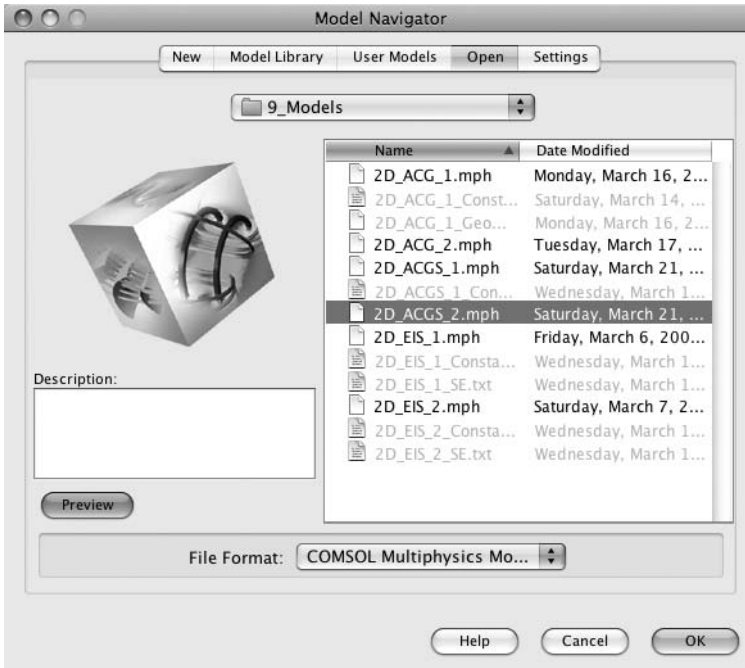 Model Navigator
New Model Library User Models Open Settings
9_Models
Name Date Modified
2D_ACG_1.mph Monday, March 16, 2...
2D_ACG_1_Const... Saturday, March 14, ...
2D_ACG_1_Geo... Monday, March 16, 2...
2D_ACG_2.mph Tuesday, March 17, ...
2D_ACGS_1.mph Saturday, March 21, ...
2D_ACGS_1_Con... Wednesday, March 1...
2D_ACGS_2.mph Saturday, March 21, ...
2D_EIS_1.mph Friday, March 6, 200...
2D_EIS_1_Consta... Wednesday, March 1...
2D_EIS_1_SE.txt Wednesday, March 1...
2D_EIS_2.mph Saturday, March 7, 2...
2D_EIS_2_Consta... Wednesday, March 1...
2D_EIS_2_SE.txt Wednesday, March 1...
Description:
Preview
File Format: COMSOL Multiphysics Mo...
Help Cancel OK